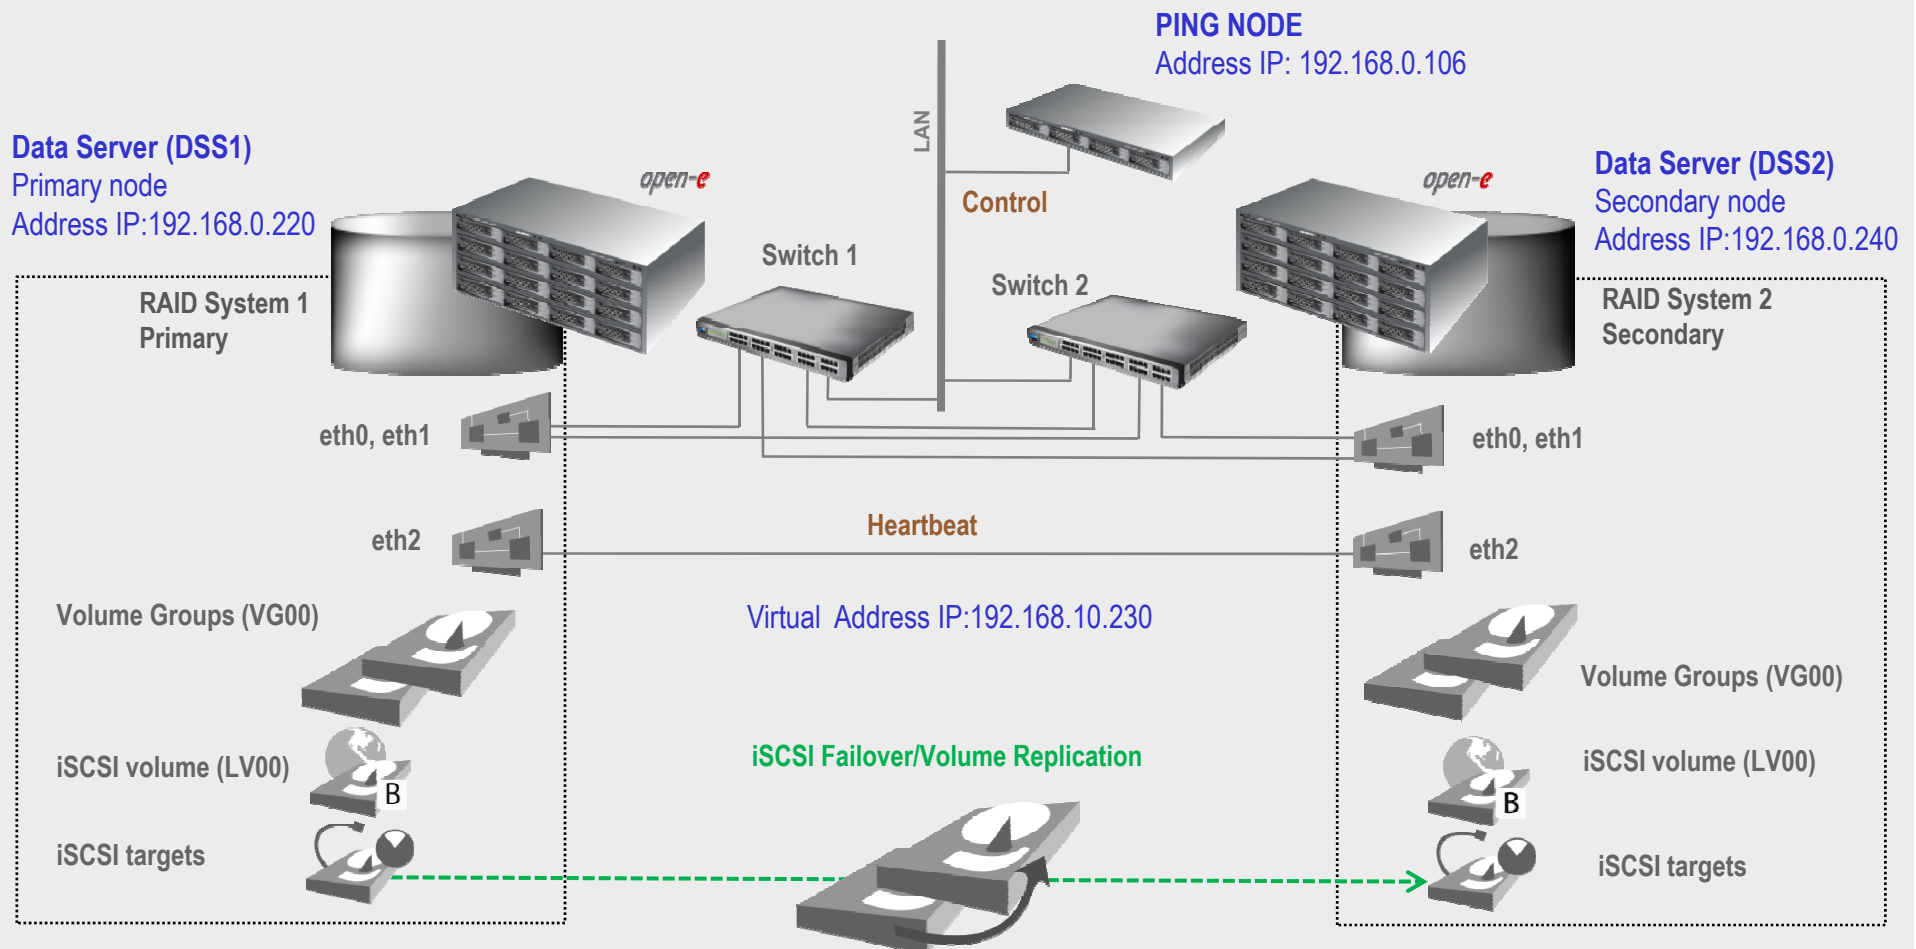 PING NODE
Address IP: 192.168.0.106
LAN
Data Server (DSS1)
Primary node
Address IP:192.168.0.220
open-e
open-e
Data Server (DSS2)
Secondary node
Address IP:192.168.0.240
Control
Switch 1
Switch 2
RAID System 1
Primary
RAID System 2
Secondary
eth0, eth1
eth0, eth1
Heartbeat
eth2
eth2
Volume Groups (VG00)
Virtual Address IP:192.168.10.230
Volume Groups (VG00)
iSCSI Failover/Volume Replication
iSCSI volume (LV00)
B
iSCSI volume (LV00)
B
iSCSI targets
iSCSI targets